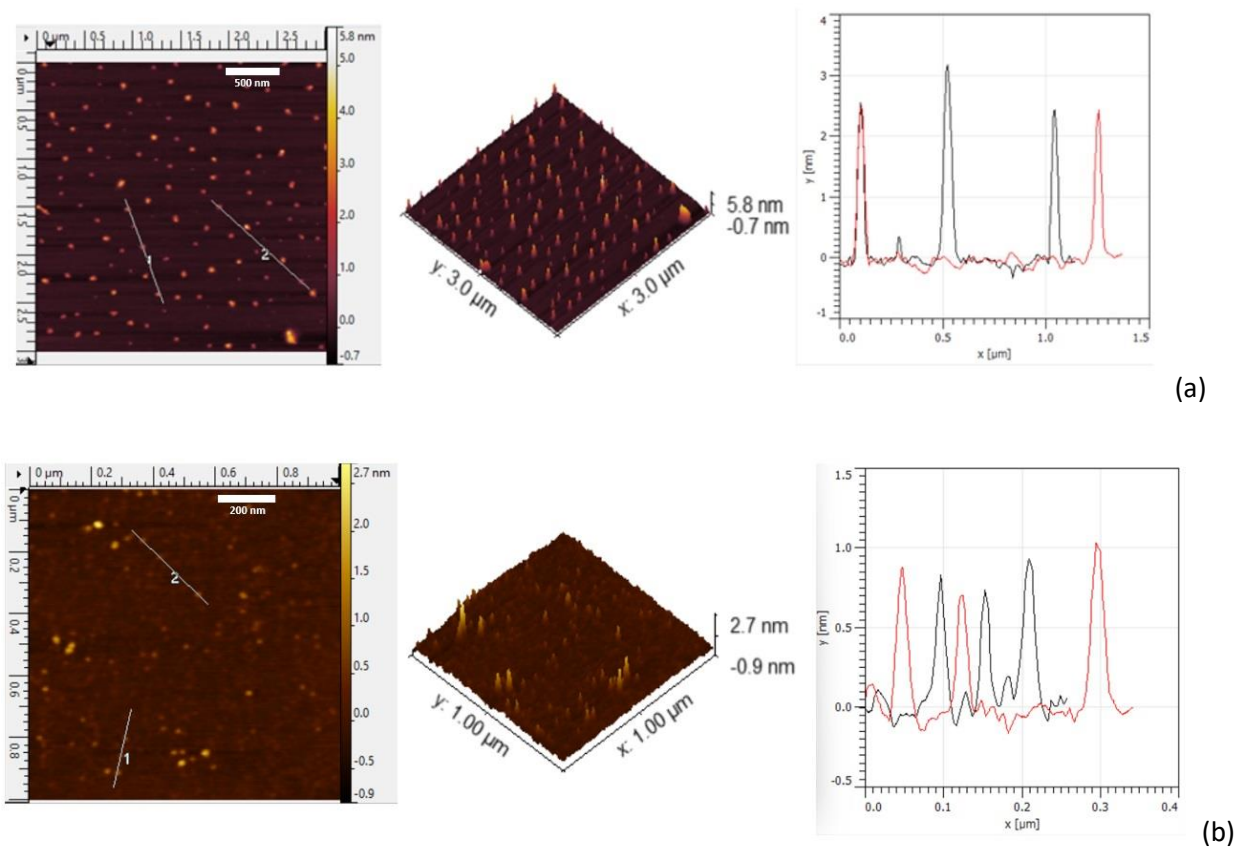 0 µm 0.5 1.0 1.5 2.0 2.5
5.8 nm
5.0
4.0
3.0
2.0
1.0
0.0
-0.7
0 µm
0.5
1.0
1.5
2.0
2.5
3
500 nm
1
2
5.8 nm
-0.7 nm
y: 3.0 µm
x: 3.0 µm
4
3
2
1
0
-1
y [nm]
0.0 0.5 1.0 1.5
x [µm]
(a)
0 µm 0.2 0.4 0.6 0.8
2.7 nm
2.0
1.5
1.0
0.5
0.0
-0.5
-0.9
0 µm
0.2
0.4
0.6
0.8
200 nm
2
1
2.7 nm
-0.9 nm
y: 1.00 µm
x: 1.00 µm
1.5
1.0
0.5
0.0
-0.5
y [nm]
0.0 0.1 0.2 0.3 0.4
x [µm]
(b)